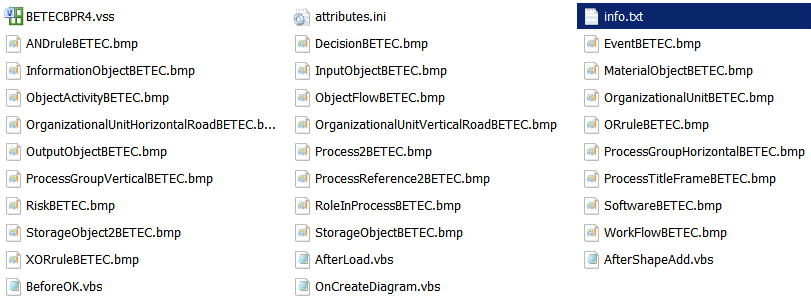 BETECBPR4.vss attributes.ini info.txt
ANDruleBETEC.bmp DecisionBETEC.bmp EventBETEC.bmp
InformationObjectBETEC.bmp InputObjectBETEC.bmp MaterialObjectBETEC.bmp
ObjectActivityBETEC.bmp ObjectFlowBETEC.bmp OrganizationalUnitBETEC.bmp
OrganizationalUnitHorizontalRoadBETEC.b... OrganizationalUnitVerticalRoadBETEC.bmp ORruleBETEC.bmp
OutputObjectBETEC.bmp Process2BETEC.bmp ProcessGroupHorizontalBETEC.bmp
ProcessGroupVerticalBETEC.bmp ProcessReference2BETEC.bmp ProcessTitleFrameBETEC.bmp
RiskBETEC.bmp RoleInProcessBETEC.bmp SoftwareBETEC.bmp
StorageObject2BETEC.bmp StorageObjectBETEC.bmp WorkFlowBETEC.bmp
XORruleBETEC.bmp AfterLoad.vbs AfterShapeAdd.vbs
BeforeOK.vbs OnCreateDiagram.vbs